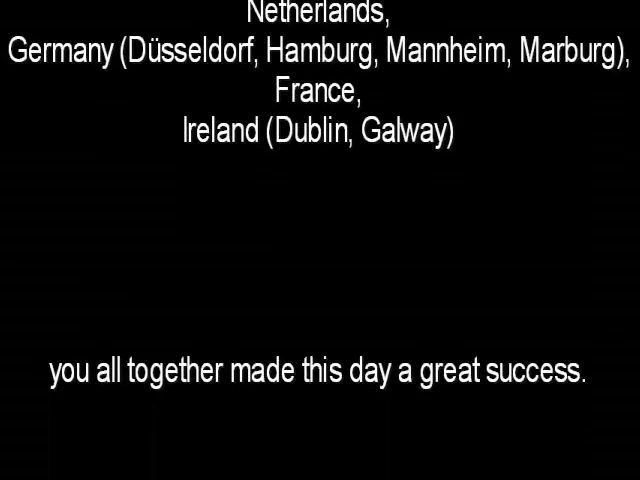 Netherlands,
Germany (Düsseldorf, Hamburg, Mannheim, Marburg),
France,
Ireland (Dublin, Galway)
you all together made this day a great success.